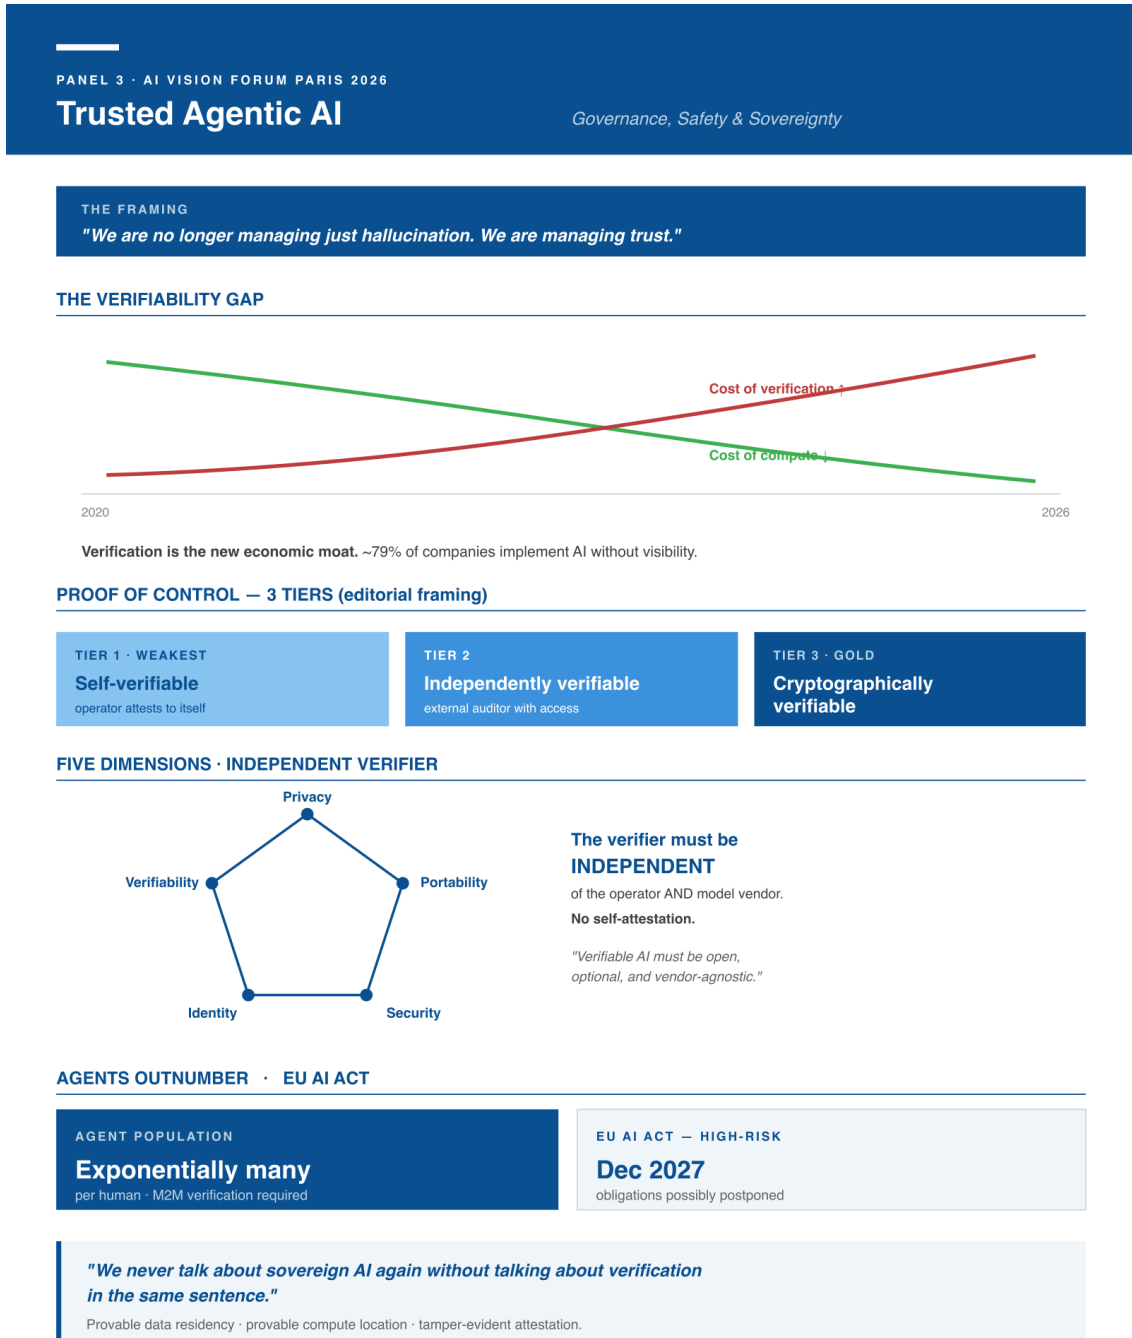 PANEL 3 · AI VISION FORUM PARIS 2026
Trusted Agentic AI
Governance, Safety & Sovereignty
THE FRAMING
"We are no longer managing just hallucination. We are managing trust."
THE VERIFIABILITY GAP
Cost of verification ↑
Cost of compute ↓
2020
2026
Verification is the new economic moat. ~79% of companies implement AI without visibility.
PROOF OF CONTROL — 3 TIERS (editorial framing)
TIER 1 · WEAKEST
Self-verifiable
operator attests to itself
TIER 2
Independently verifiable
external auditor with access
TIER 3 · GOLD
Cryptographically
verifiable
FIVE DIMENSIONS · INDEPENDENT VERIFIER
Privacy
Verifiability
Portability
Identity
Security
The verifier must be
INDEPENDENT
of the operator AND model vendor.
No self-attestation.
"Verifiable AI must be open,
optional, and vendor-agnostic."
AGENTS OUTNUMBER · EU AI ACT
AGENT POPULATION
Exponentially many
per human · M2M verification required
EU AI ACT — HIGH-RISK
Dec 2027
obligations possibly postponed
"We never talk about sovereign AI again without talking about verification
in the same sentence."
Provable data residency · provable compute location · tamper-evident attestation.